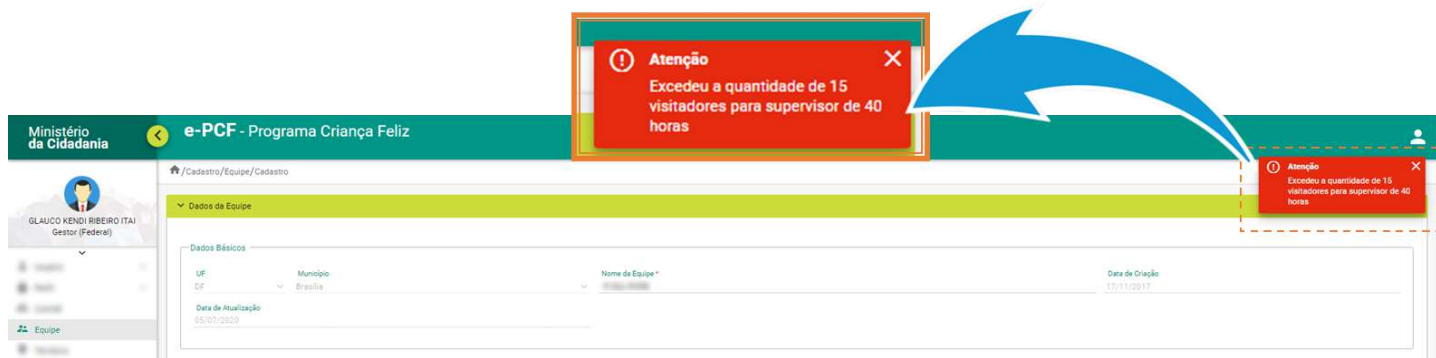 Atenção
Excedeu a quantidade de 15
visitadores para supervisor de 40
horas
Ministério
da Cidadania
e-PCF - Programa Criança Feliz
Atenção
Excedeu a quantidade de 15
visitadores para supervisor de 40
horas
/Cadastro/Equipe/Cadastro
GLAUCO KENDI RIBEIRO ITAI
Gestor (Federal)
Dados da Equipe
Dados Básicos
UF
Município
Nome da Equipe *
Data de Criação
DF
Brasília
17/11/2017
Data de Atualização
05/07/2020
Equipe